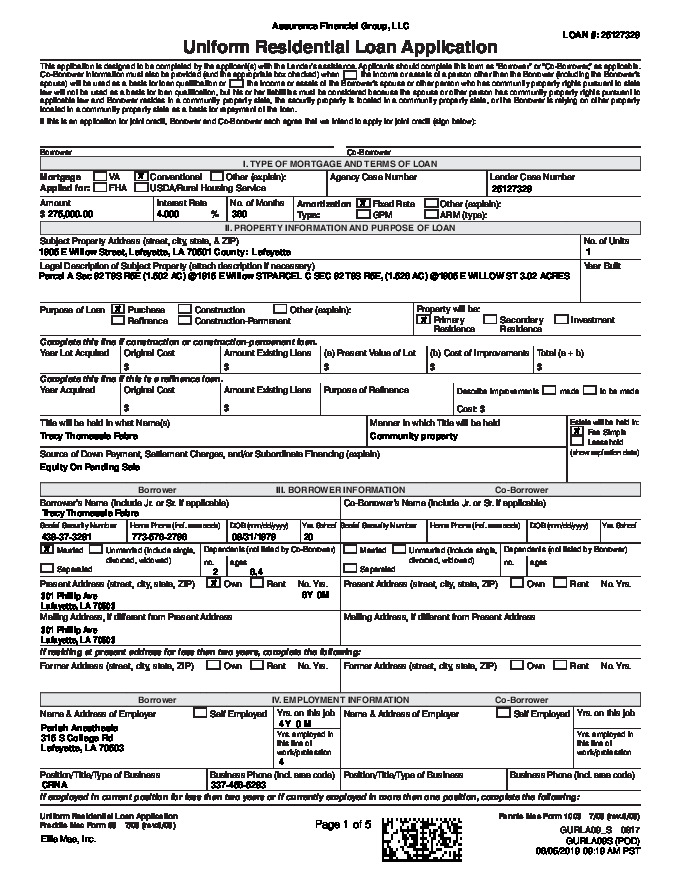 Assurance Financial Group, LLC
LOAN #: 25127329
Uniform Residential Loan Application
This application is designed to be completed by the applicant(s) with the Lender's assistance. Applicants should complete this form as "Borrower" or "Co-Borrower," as applicable.
Co-Borrower information must also be provided (and the appropriate box checked) when the income or assets of a person other than the Borrower (including the Borrower's
spouse) will be used as a basis for loan qualification or the income or assets of the Borrower's spouse or other person who has community property rights pursuant to state
law will not be used as a basis for loan qualification, but his or her liabilities must be considered because the spouse or other person has community property rights pursuant to
applicable law and Borrower resides in a community property state, the security property is located in a community property state, or the Borrower is relying on other property
located in a community property state as a basis for repayment of the loan.
If this is an application for joint credit, Borrower and Co-Borrower each agree that we intend to apply for joint credit (sign below):
Borrower Co-Borrower
I. TYPE OF MORTGAGE AND TERMS OF LOAN
Mortgage VA X Conventional Other (explain): Agency Case Number Lender Case Number
Applied for: FHA USDA/Rural Housing Service 25127329
Amount Interest Rate No. of Months Amortization X Fixed Rate Other (explain):
$ 275,000.00 4.000 % 360 Type: GPM ARM (type):
II. PROPERTY INFORMATION AND PURPOSE OF LOAN
Subject Property Address (street, city, state, & ZIP) No. of Units
1905 E Willow Street, Lafayette, LA 70501 County: Lafayette 1
Legal Description of Subject Property (attach description if necessary) Year Built
Parcel A Sec 82 T9S R5E (1.502 AC) @1915 E Willow STPARCEL C SEC 82 T9S R5E, (1.520 AC) @1905 E WILLOW ST 3.02 ACRES
Purpose of Loan X Purchase Construction Other (explain): Property will be:
Refinance Construction-Permanent X Primary Residence Secondary Residence Investment
Complete this line if construction or construction-permanent loan.
Year Lot Acquired Original Cost Amount Existing Liens (a) Present Value of Lot (b) Cost of Improvements Total (a + b)
$ $ $ $ $
Complete this line if this is a refinance loan.
Year Acquired Original Cost Amount Existing Liens Purpose of Refinance Describe Improvements made to be made
$ $ Cost: $
Title will be held in what Name(s) Manner in which Title will be held Estate will be held in:
Tracy Thomassie Fabre Community property X Fee Simple
Leasehold
(show expiration date)
Source of Down Payment, Settlement Charges, and/or Subordinate Financing (explain)
Equity On Pending Sale
Borrower III. BORROWER INFORMATION Co-Borrower
Borrower's Name (include Jr. or Sr. if applicable) Co-Borrower's Name (include Jr. or Sr. if applicable)
Tracy Thomassie Fabre
Social Security Number Home Phone (incl. area code) DOB (mm/dd/yyyy) Yrs. School Social Security Number Home Phone (incl. area code) DOB (mm/dd/yyyy) Yrs. School
20
X Married Unmarried (include single, divorced, widowed) Dependents (not listed by Co-Borrower) Married Unmarried (include single, divorced, widowed) Dependents (not listed by Borrower)
Separated no. 2 ages 6,4 Separated no. ages
Present Address (street, city, state, ZIP) X Own Rent No. Yrs. Present Address (street, city, state, ZIP) Own Rent No. Yrs.
301 Phillip Ave 6Y 0M
Lafayette, LA 70503
Mailing Address, if different from Present Address Mailing Address, if different from Present Address
301 Phillip Ave
Lafayette, LA 70503
If residing at present address for less than two years, complete the following:
Former Address (street, city, state, ZIP) Own Rent No. Yrs. Former Address (street, city, state, ZIP) Own Rent No. Yrs.
Borrower IV. EMPLOYMENT INFORMATION Co-Borrower
Name & Address of Employer Self Employed Yrs. on this job Name & Address of Employer Self Employed Yrs. on this job
4Y 0 M
Parish Anesthesia
315 S College Rd
Lafayette, LA 70503
Yrs. employed in this line of work/profession Yrs. employed in this line of work/profession
4
Position/Title/Type of Business Business Phone (incl. area code) Position/Title/Type of Business Business Phone (incl. area code)
CRNA
If employed in current position for less than two years or if currently employed in more than one position, complete the following:
Uniform Residential Loan Application Fannie Mae Form 1003 7/05 (rev.6/09)
Freddie Mac Form 65 7/05 (rev.6/09)
Page 1 of 5
Ellie Mae, Inc.
GURLA09_S 0817
GURLA09S (POD)
06/05/2019 09:19 AM PST